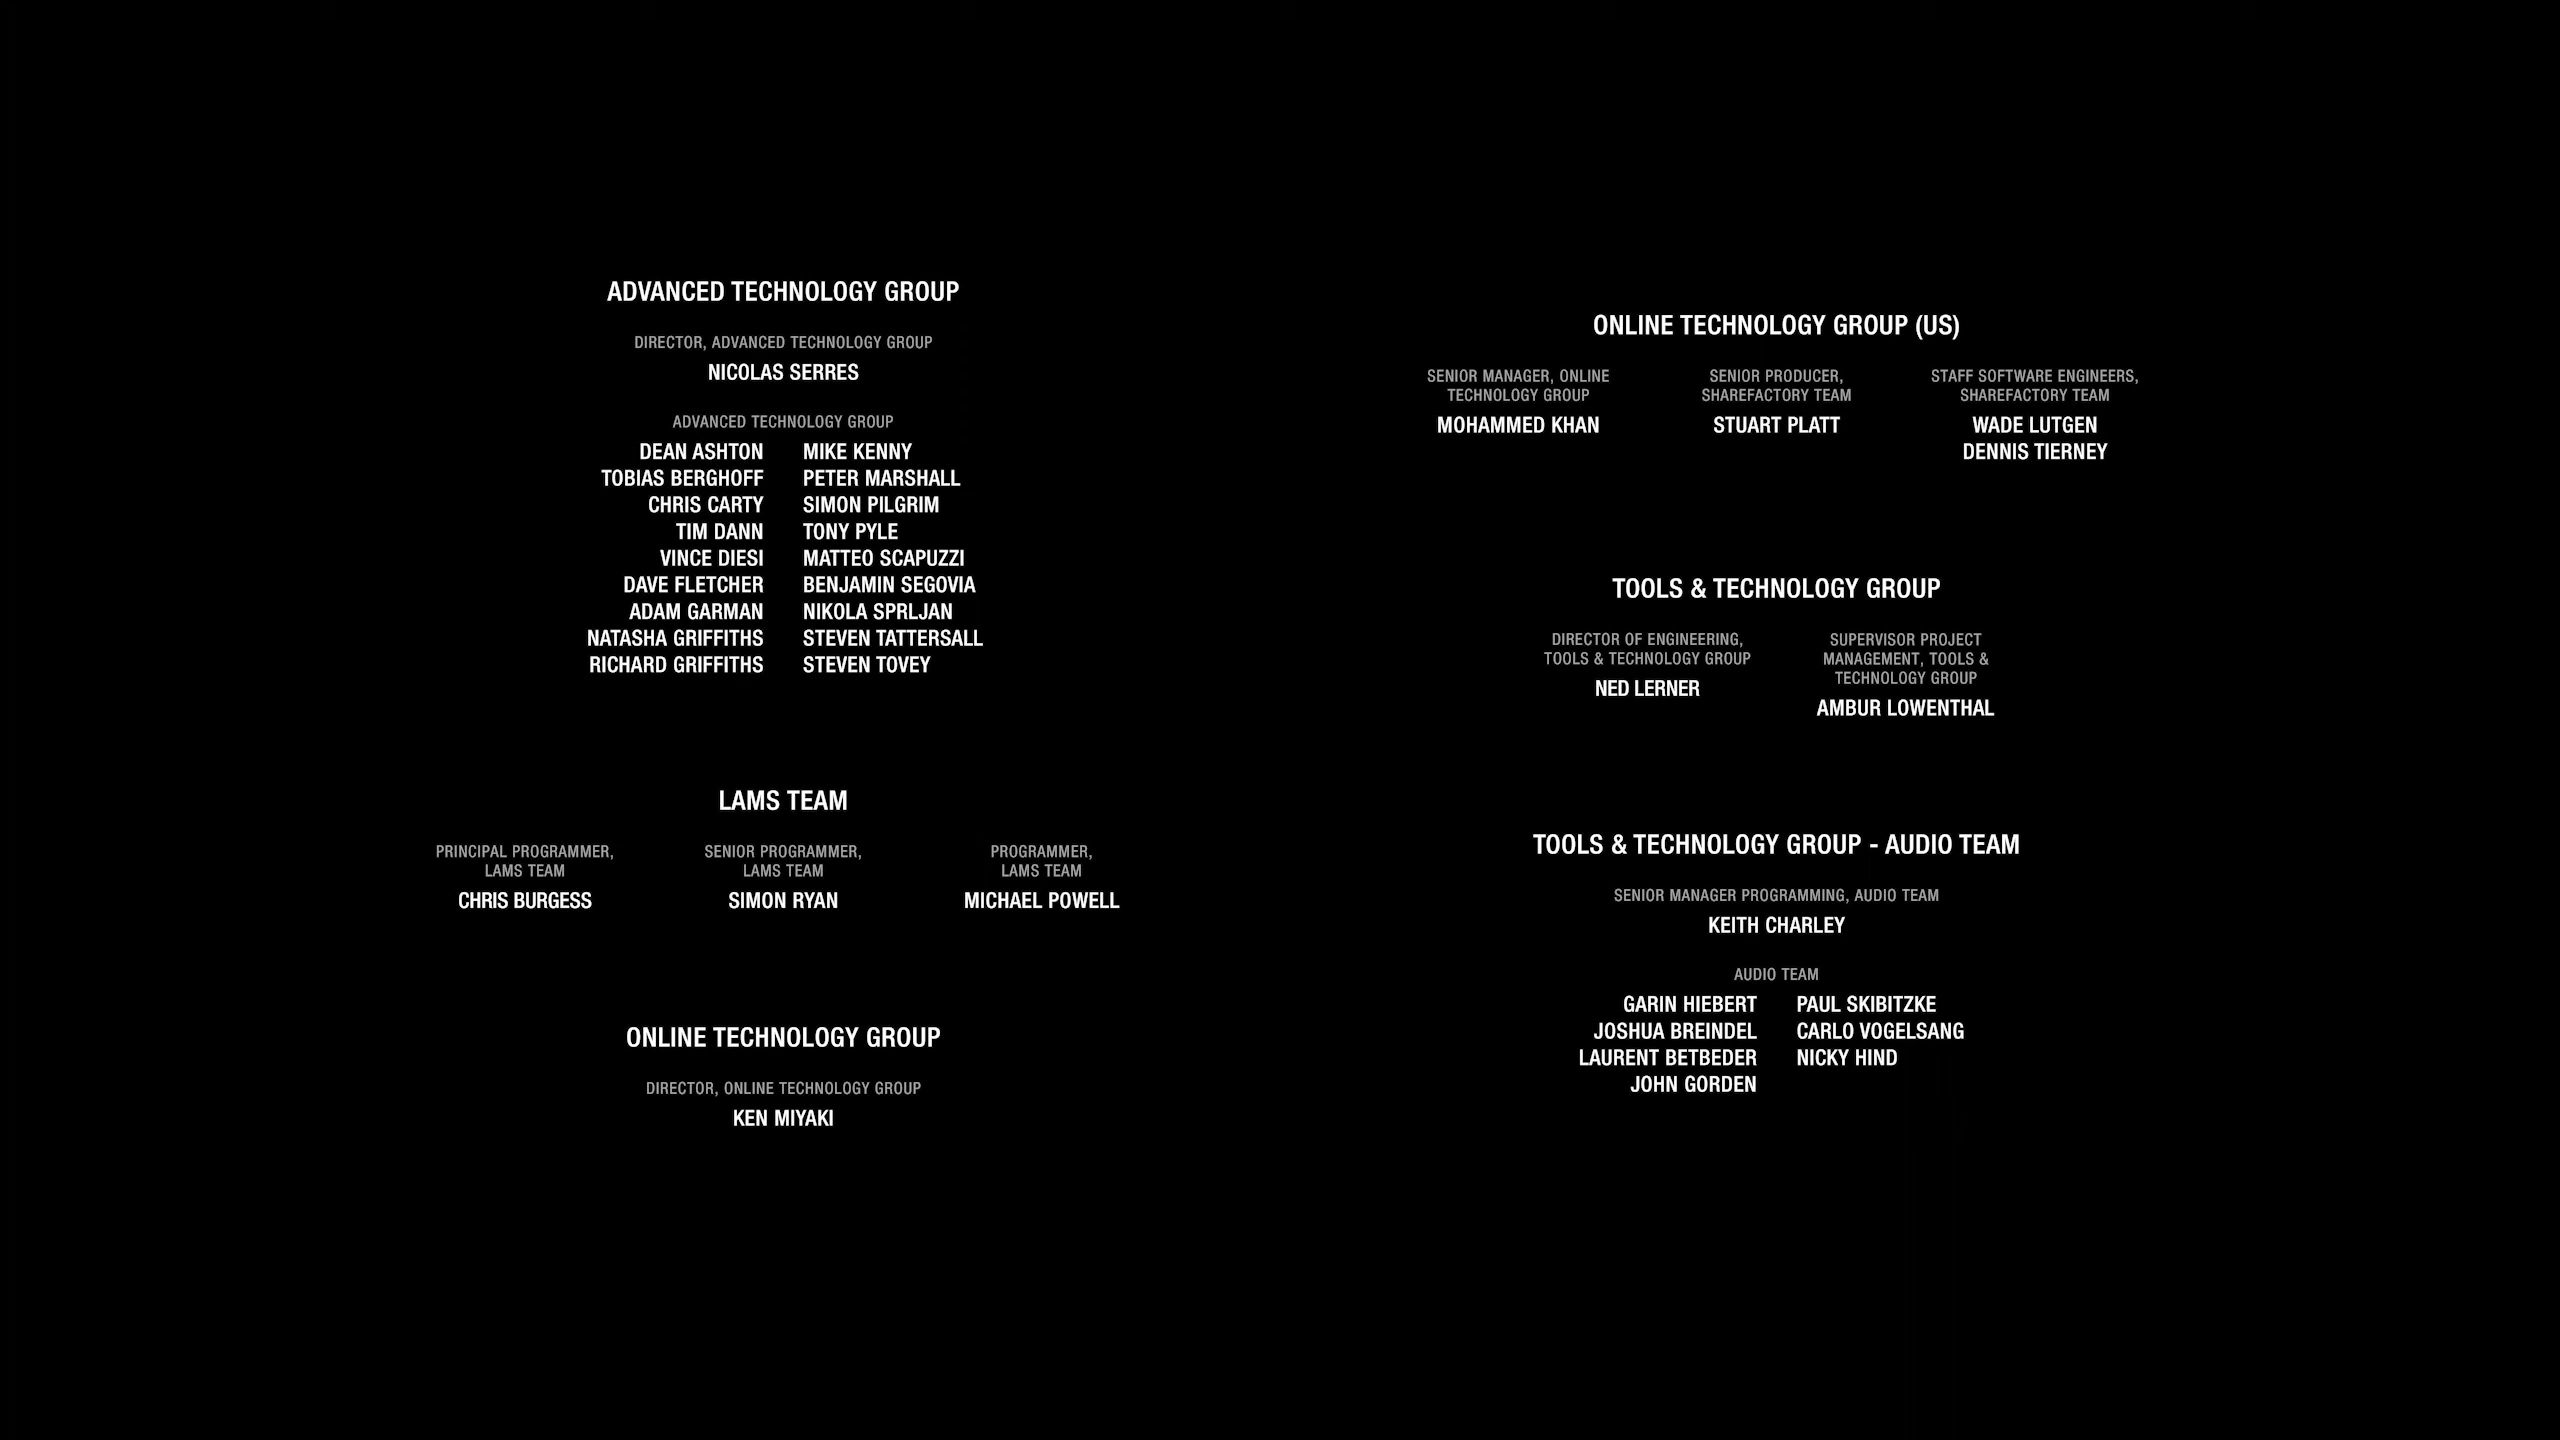 ADVANCED TECHNOLOGY GROUP
DIRECTOR, ADVANCED TECHNOLOGY GROUP
NICOLAS SERRES
ADVANCED TECHNOLOGY GROUP
DEAN ASHTON MIKE KENNY
TOBIAS BERGHOFF PETER MARSHALL
CHRIS CARTY SIMON PILGRIM
TIM DANN TONY PYLE
VINCE DIESI MATTEO SCAPUZZI
DAVE FLETCHER BENJAMIN SEGOVIA
ADAM GARMAN NIKOLA SPRLJAN
NATASHA GRIFFITHS STEVEN TATTERSALL
RICHARD GRIFFITHS STEVEN TOVEY
LAMS TEAM
PRINCIPAL PROGRAMMER,
LAMS TEAM
CHRIS BURGESS
SENIOR PROGRAMMER,
LAMS TEAM
SIMON RYAN
PROGRAMMER,
LAMS TEAM
MICHAEL POWELL
ONLINE TECHNOLOGY GROUP
DIRECTOR, ONLINE TECHNOLOGY GROUP
KEN MIYAKI
ONLINE TECHNOLOGY GROUP (US)
SENIOR MANAGER, ONLINE
TECHNOLOGY GROUP
MOHAMMED KHAN
SENIOR PRODUCER,
SHAREFACTORY TEAM
STUART PLATT
STAFF SOFTWARE ENGINEERS,
SHAREFACTORY TEAM
WADE LUTGEN
DENNIS TIERNEY
TOOLS & TECHNOLOGY GROUP
DIRECTOR OF ENGINEERING,
TOOLS & TECHNOLOGY GROUP
NED LERNER
SUPERVISOR PROJECT
MANAGEMENT, TOOLS &
TECHNOLOGY GROUP
AMBUR LOWENTHAL
TOOLS & TECHNOLOGY GROUP - AUDIO TEAM
SENIOR MANAGER PROGRAMMING, AUDIO TEAM
KEITH CHARLEY
AUDIO TEAM
GARIN HIEBERT PAUL SKIBITZKE
JOSHUA BREINDEL CARLO VOGELSANG
LAURENT BETBEDER NICKY HIND
JOHN GORDEN